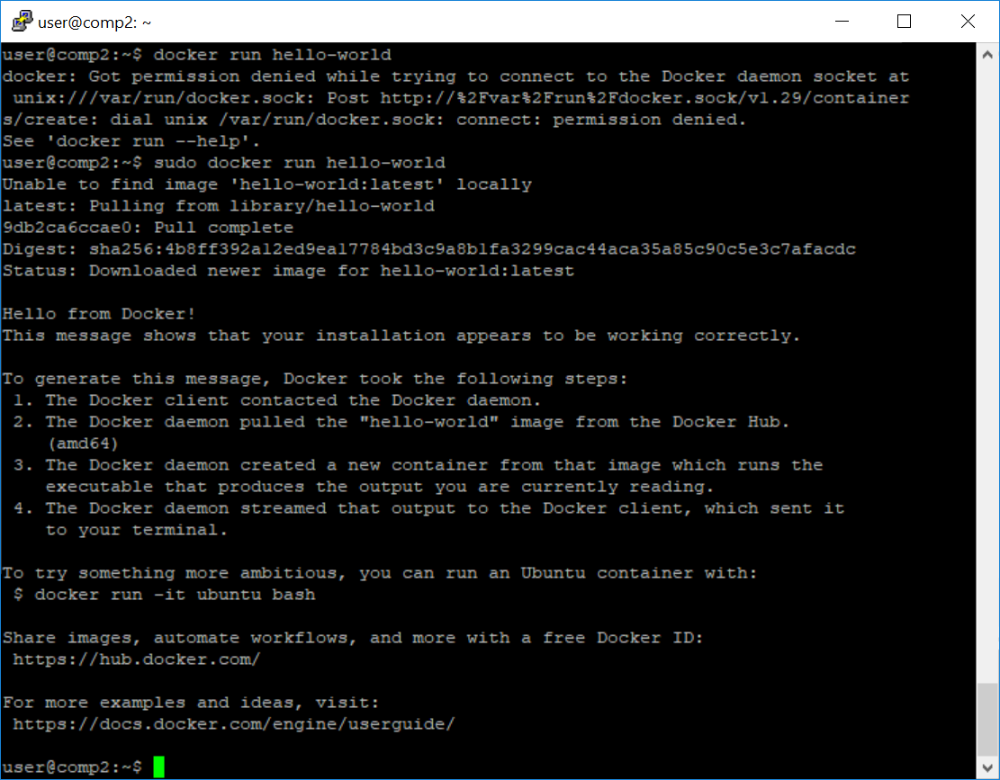 user@comp2: ~
user@comp2:~$ docker run hello-world
docker: Got permission denied while trying to connect to the Docker daemon socket at
 unix:///var/run/docker.sock: Post http://%2Fvar%2Frun%2Fdocker.sock/v1.29/container
s/create: dial unix /var/run/docker.sock: connect: permission denied.
See 'docker run --help'.
user@comp2:~$ sudo docker run hello-world
Unable to find image 'hello-world:latest' locally
latest: Pulling from library/hello-world
9db2ca6ccae0: Pull complete
Digest: sha256:4b8ff392a12ed9ea17784bd3c9a8b1fa3299cac44aca35a85c90c5e3c7afacdc
Status: Downloaded newer image for hello-world:latest

Hello from Docker!
This message shows that your installation appears to be working correctly.

To generate this message, Docker took the following steps:
 1. The Docker client contacted the Docker daemon.
 2. The Docker daemon pulled the "hello-world" image from the Docker Hub.
    (amd64)
 3. The Docker daemon created a new container from that image which runs the
    executable that produces the output you are currently reading.
 4. The Docker daemon streamed that output to the Docker client, which sent it
    to your terminal.

To try something more ambitious, you can run an Ubuntu container with:
 $ docker run -it ubuntu bash

Share images, automate workflows, and more with a free Docker ID:
 https://hub.docker.com/

For more examples and ideas, visit:
 https://docs.docker.com/engine/userguide/

user@comp2:~$